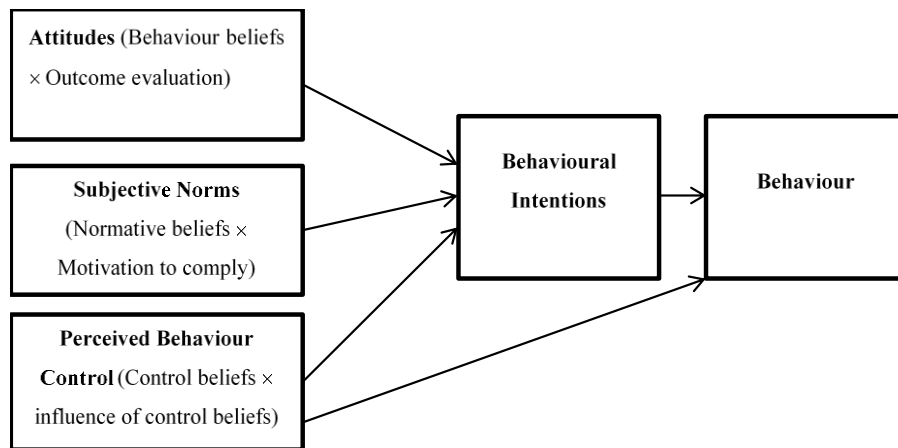 Attitudes (Behaviour beliefs
× Outcome evaluation)
Subjective Norms
(Normative beliefs ×
Motivation to comply)
Perceived Behaviour
Control (Control beliefs ×
influence of control beliefs)
Behavioural
Intentions
Behaviour